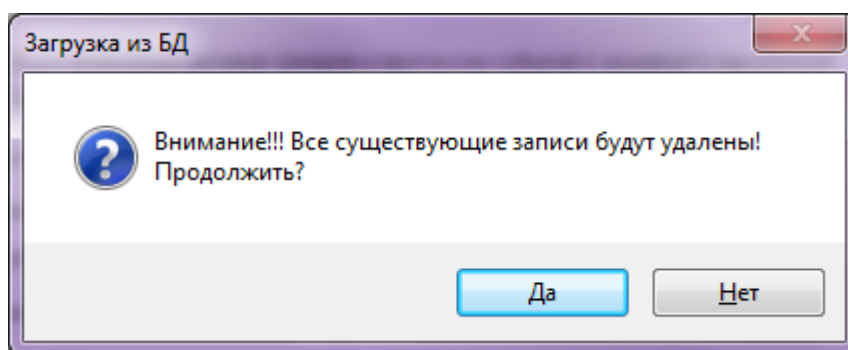 Загрузка из БД
Внимание!!! Все существующие записи будут удалены!
Продолжить?
Да
Нет